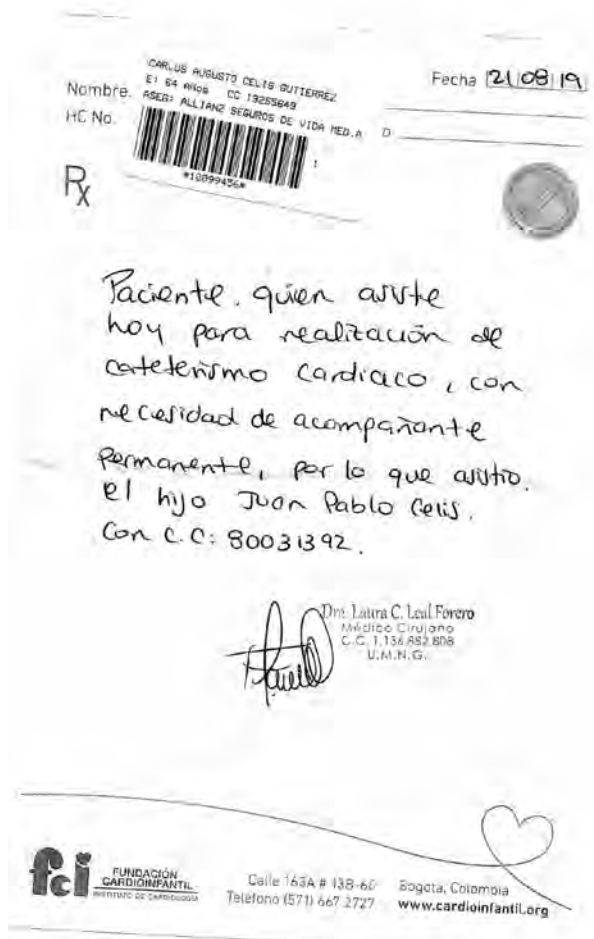 CARLOS AUGUSTO CELIS GUTIERREZ
E: 64 Años CC 19255649
Nombre. ASEG: ALLIANZ SEGUROS DE VIDA MED.A
Fecha 21 08 19
HC No. D
*10099456*
Rx
Paciente, quien asiste
hoy para realización de
cateterismo cardiaco, con
necesidad de acompañante
permanente, por lo que asistio.
el hijo Juan Pablo Celis.
Con C.C: 80031392.
Dra. Laura C. Leal Forero
Médico Cirujano
C.C. 1.136.882.808
U.M.N.G.
fci FUNDACIÓN
CARDIOINFANTIL
INSTITUTO DE CARDIOLOGÍA
Calle 163A # 13B-60
Teléfono (571) 667 2727
Bogotá, Colombia
www.cardioinfantil.org